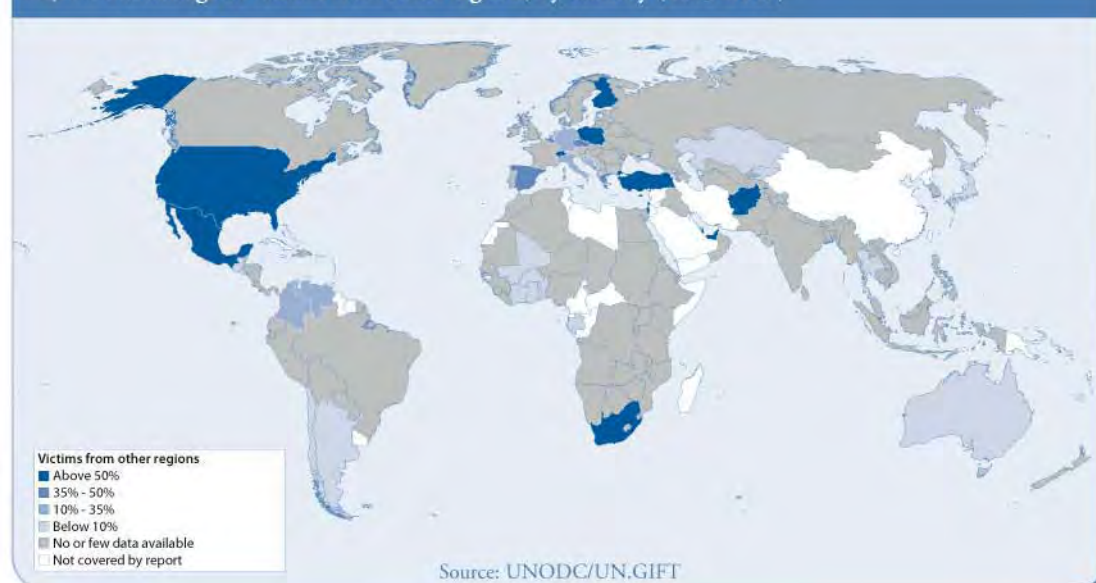 Victims from other regions
Above 50%
35% - 50%
10% - 35%
Below 10%
No or few data available
Not covered by report
Source: UNODC/UN.GIFT